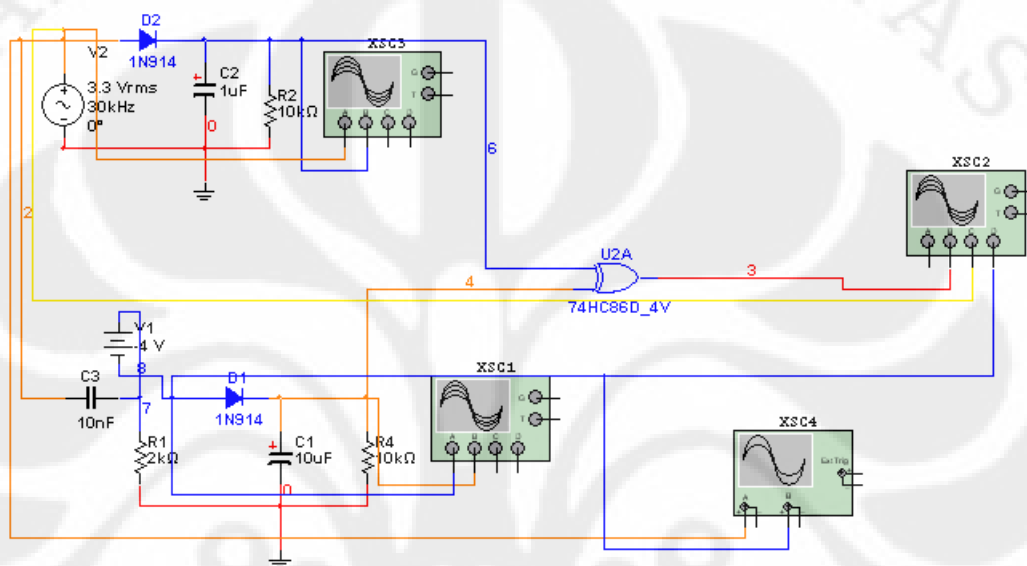 D2
1N914
V2
3.3 Vrms
30kHz
0°
C2
1uF
0
R2
10kΩ
XSC3
G
T
A B C D
6
2
XSC2
G
T
A B C D
U2A
74HC86D_4V
3
4
V1
-4 V
8
C3
10nF
7
D1
1N914
R1
2kΩ
C1
10uF
0
R4
10kΩ
XSC1
G
T
A B C D
XSC4
Ext Trig
A B